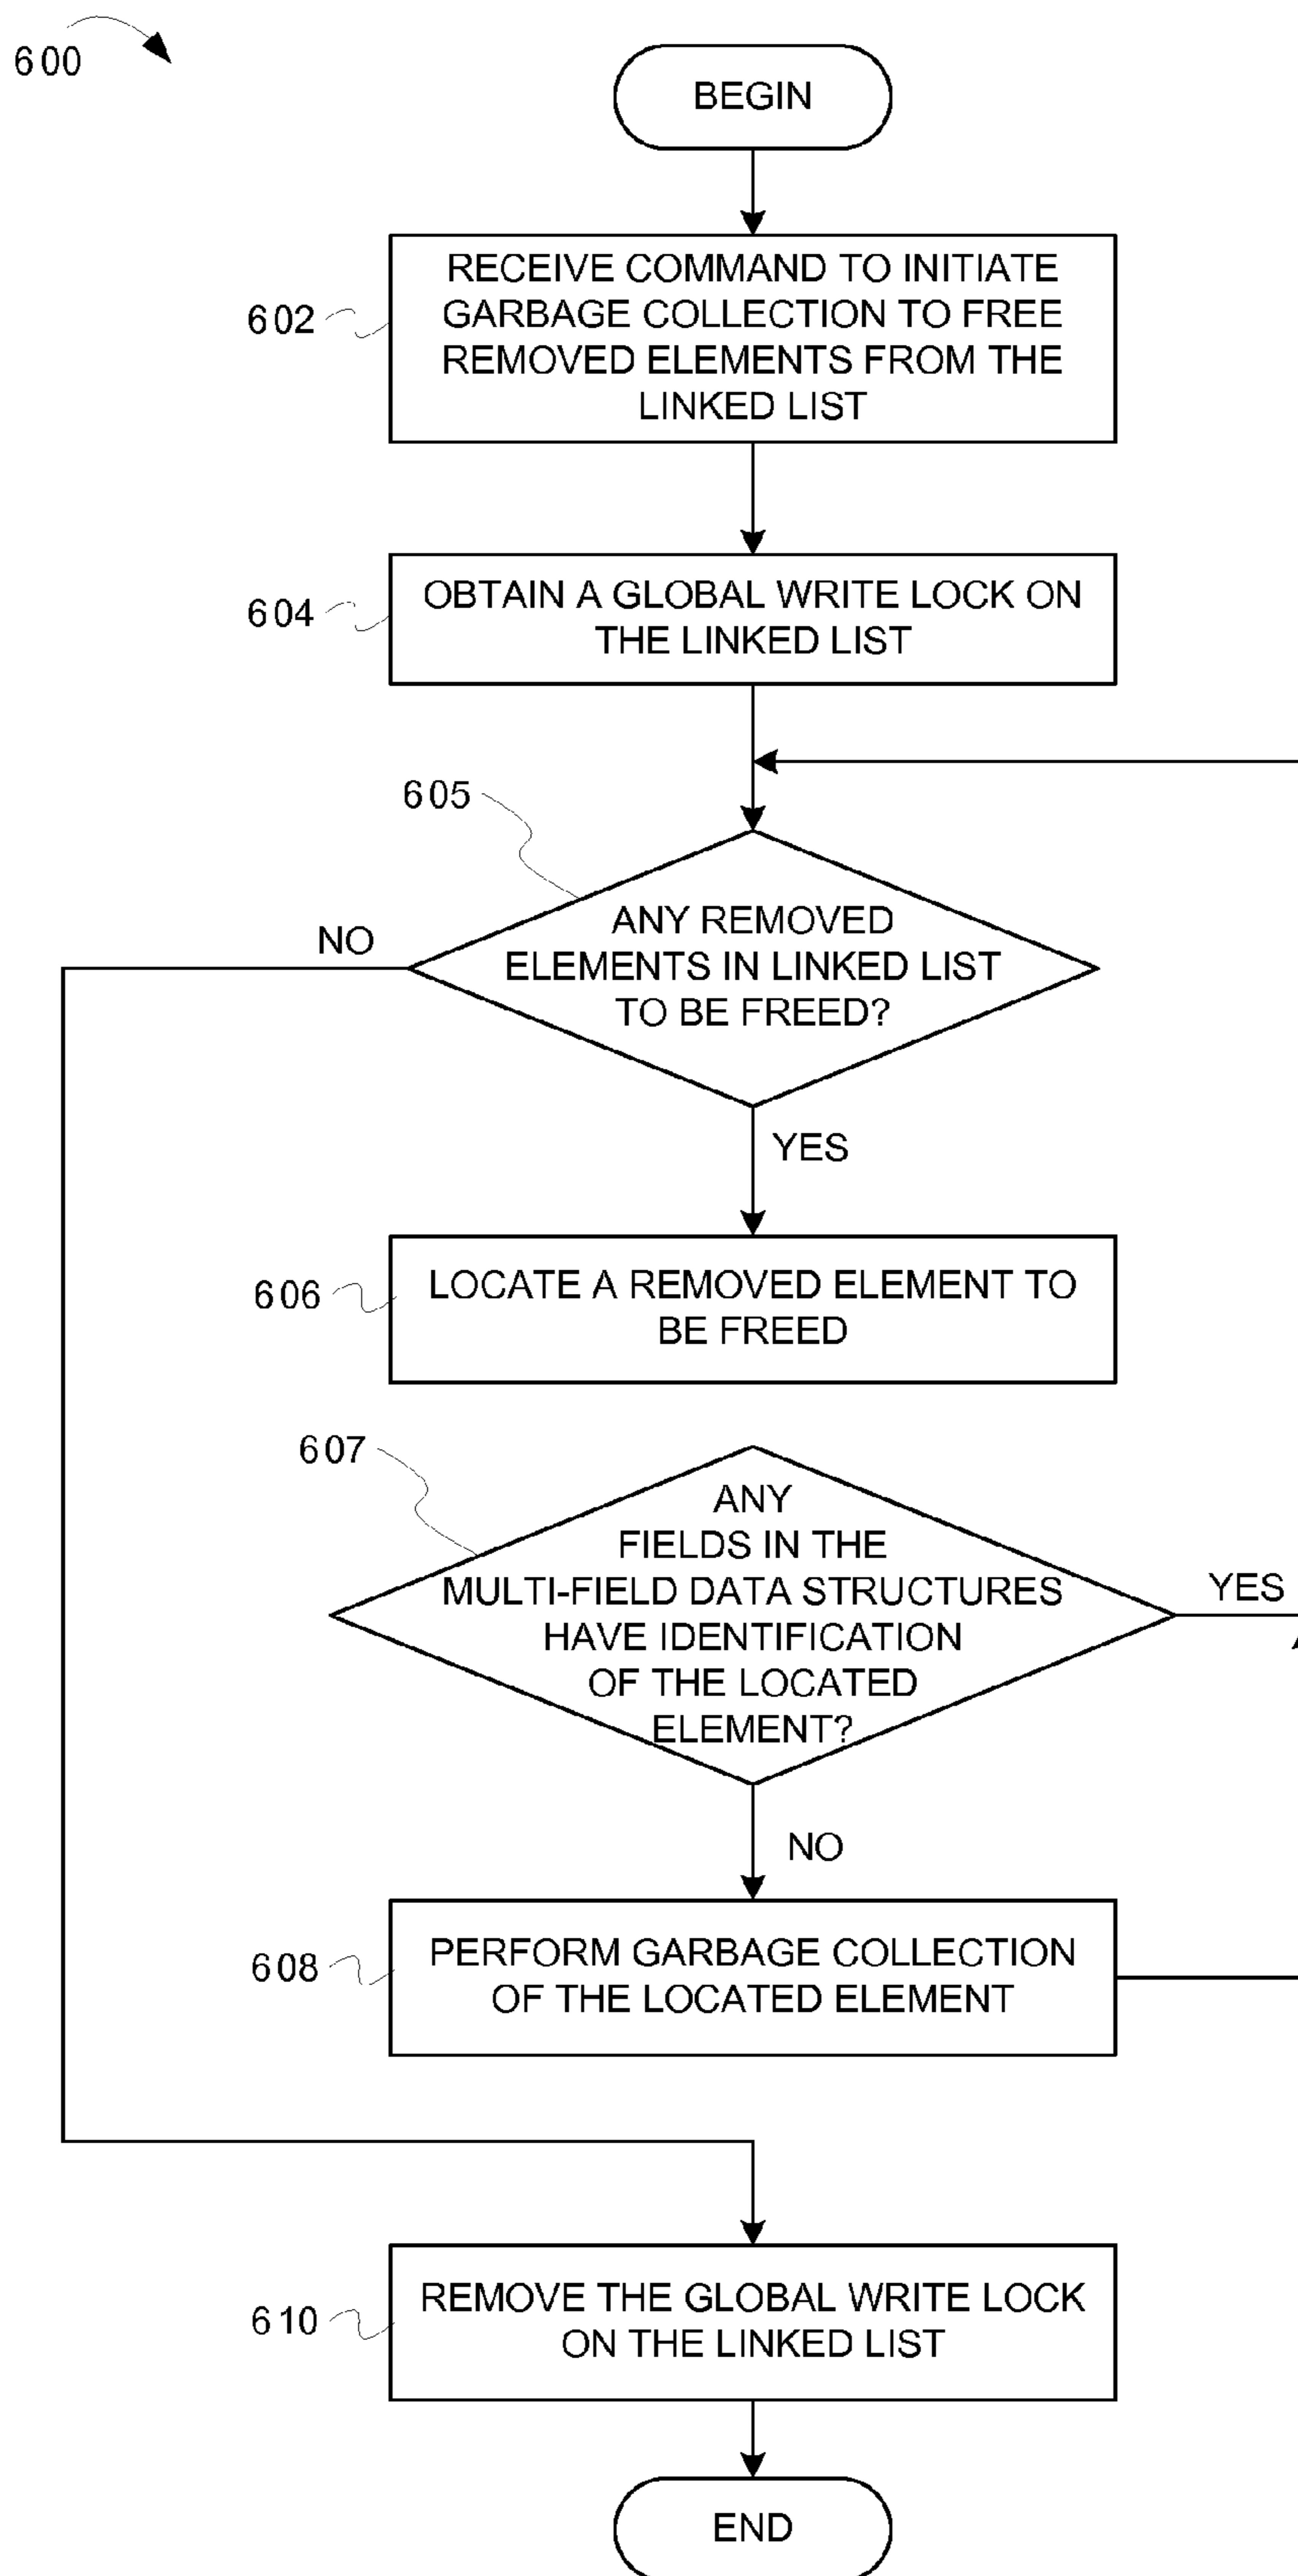 600
BEGIN
RECEIVE COMMAND TO INITIATE
GARBAGE COLLECTION TO FREE
REMOVED ELEMENTS FROM THE
LINKED LIST
602
OBTAIN A GLOBAL WRITE LOCK ON
THE LINKED LIST
604
605
ANY REMOVED
ELEMENTS IN LINKED LIST
TO BE FREED?
NO
YES
LOCATE A REMOVED ELEMENT TO
BE FREED
606
607
ANY
FIELDS IN THE
MULTI-FIELD DATA STRUCTURES
HAVE IDENTIFICATION
OF THE LOCATED
ELEMENT?
YES
NO
PERFORM GARBAGE COLLECTION
OF THE LOCATED ELEMENT
608
REMOVE THE GLOBAL WRITE LOCK
ON THE LINKED LIST
610
END